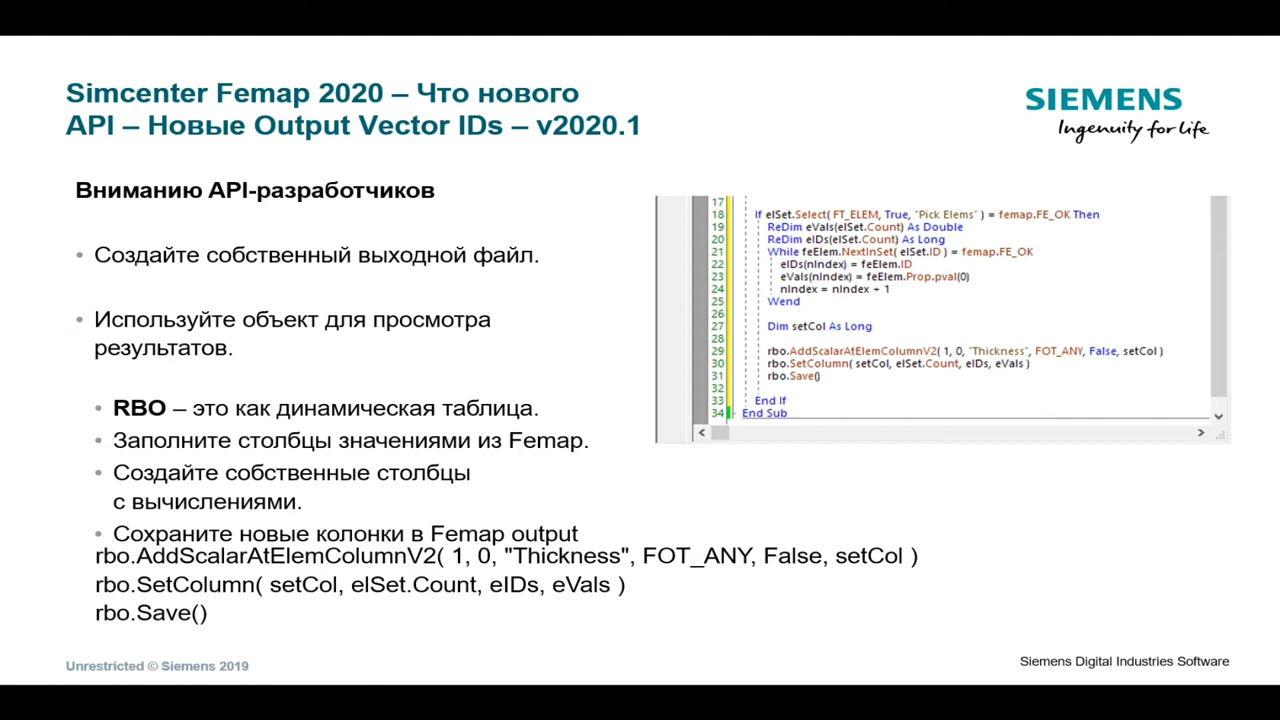 Simcenter Femap 2020 – Что нового
API – Новые Output Vector IDs – v2020.1
SIEMENS
Ingenuity for life
Вниманию API-разработчиков
• Создайте собственный выходной файл.
• Используйте объект для просмотра
результатов.
• RBO – это как динамическая таблица.
• Заполните столбцы значениями из Femap.
• Создайте собственные столбцы
с вычислениями.
• Сохраните новые колонки в Femap output
rbo.AddScalarAtElemColumnV2( 1, 0, "Thickness", FOT_ANY, False, setCol )
rbo.SetColumn( setCol, elSet.Count, eIDs, eVals )
rbo.Save()
17
18 If elSet.Select( FT_ELEM, True, "Pick Elems" ) = femap.FE_OK Then
19 ReDim eVals(elSet.Count) As Double
20 ReDim eIDs(elSet.Count) As Long
21 While feElem.NextInSet( elSet.ID ) = femap.FE_OK
22 eIDs(nIndex) = feElem.ID
23 eVals(nIndex) = feElem.Prop.pval(0)
24 nIndex = nIndex + 1
25 Wend
26
27 Dim setCol As Long
28
29 rbo.AddScalarAtElemColumnV2( 1, 0, "Thickness", FOT_ANY, False, setCol )
30 rbo.SetColumn( setCol, elSet.Count, eIDs, eVals )
31 rbo.Save()
32
33 End If
34 End Sub
Unrestricted © Siemens 2019
Siemens Digital Industries Software